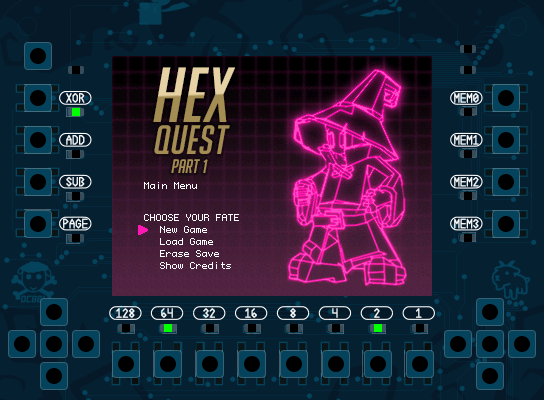 HEX
QUEST
PART 1
Main Menu
CHOOSE YOUR FATE
New Game
Load Game
Erase Save
Show Credits
XOR
ADD
SUB
PAGE
MEM0
MEM1
MEM2
MEM3
128 64 32 16 8 4 2 1